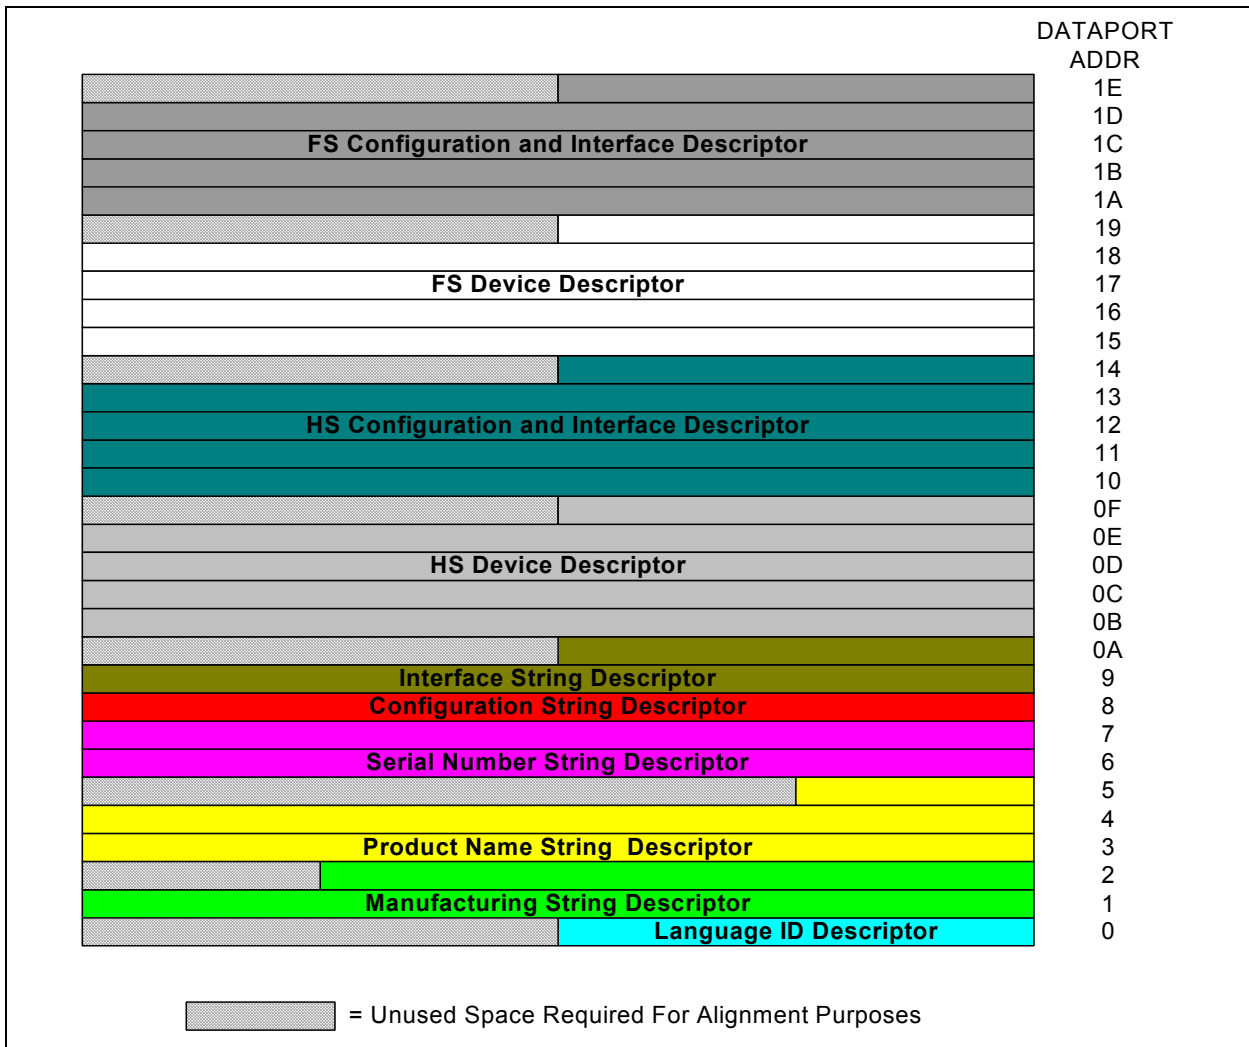 DATAPORT
ADDR
1E
1D
FS Configuration and Interface Descriptor 1C
1B
1A
19
18
FS Device Descriptor 17
16
15
14
13
HS Configuration and Interface Descriptor 12
11
10
0F
0E
HS Device Descriptor 0D
0C
0B
0A
Interface String Descriptor 9
Configuration String Descriptor 8
7
Serial Number String Descriptor 6
5
4
Product Name String Descriptor 3
2
Manufacturing String Descriptor 1
Language ID Descriptor 0
= Unused Space Required For Alignment Purposes